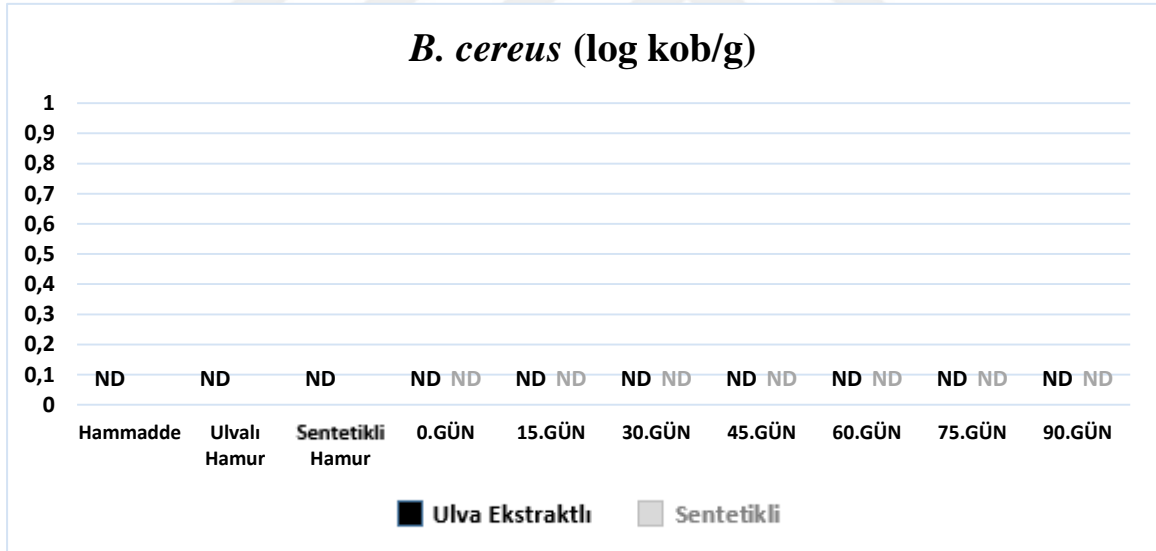 B. cereus (log kob/g)
1
0,9
0,8
0,7
0,6
0,5
0,4
0,3
0,2
0,1
0
ND ND ND ND ND ND ND ND ND ND ND ND ND ND ND ND ND
Hammadde Ulvalı Sentetikli 0.GÜN 15.GÜN 30.GÜN 45.GÜN 60.GÜN 75.GÜN 90.GÜN
Hamur Hamur
Ulva Ekstraktlı Sentetikli